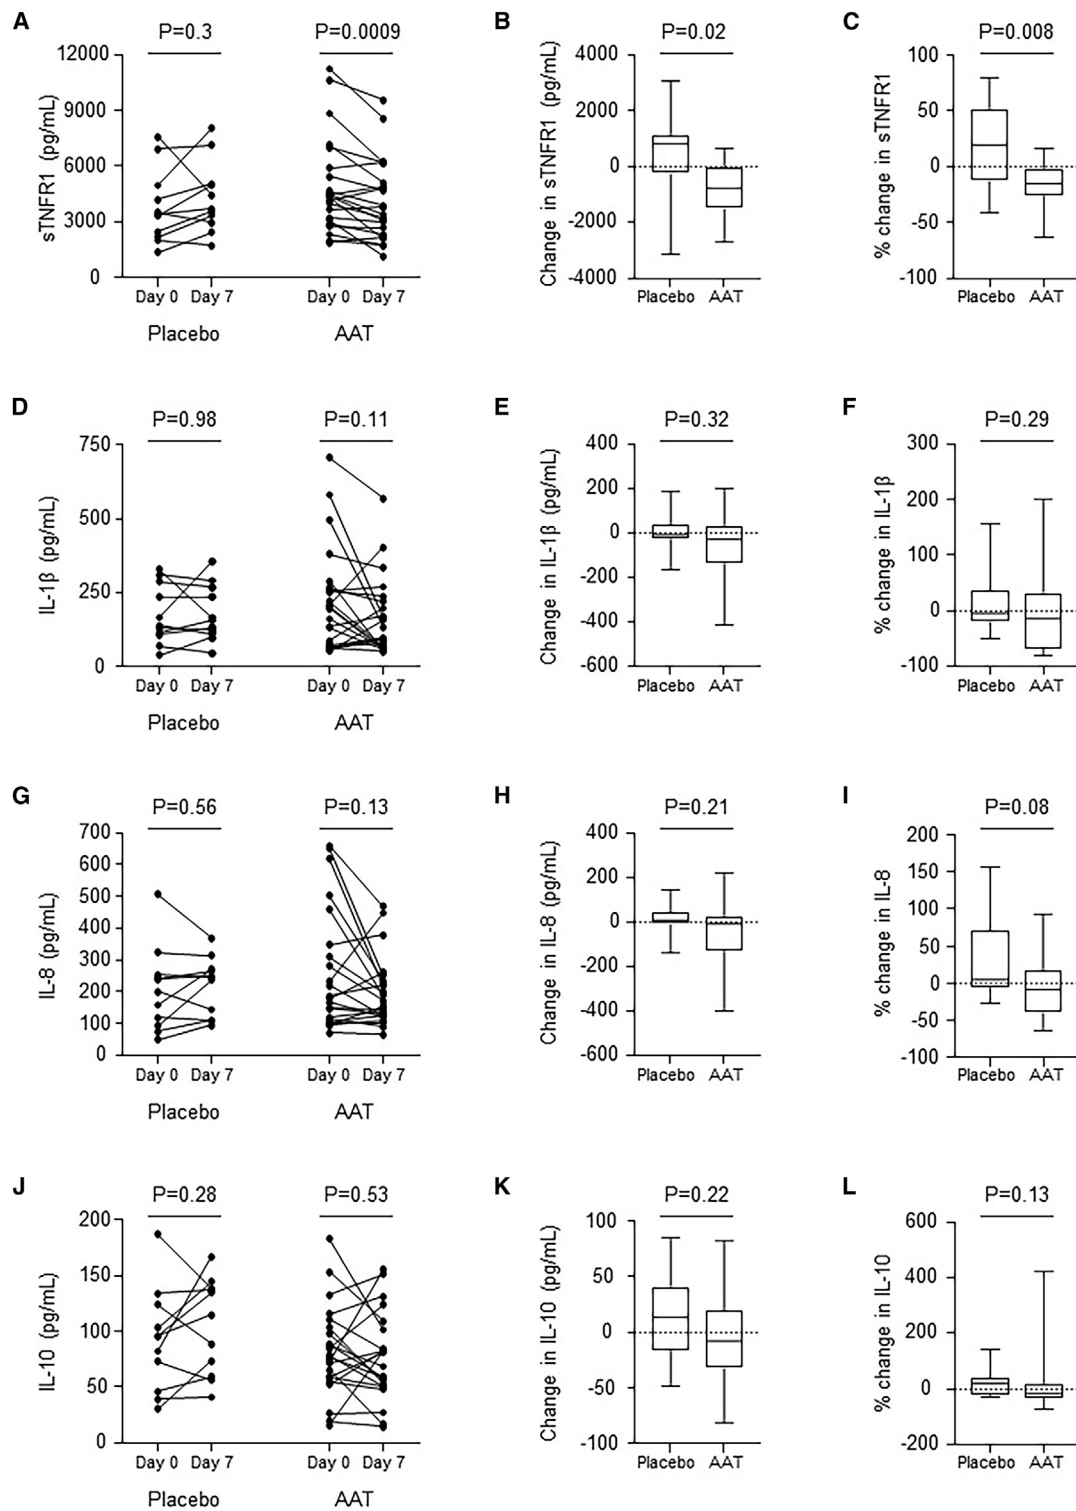 A
P=0.3
P=0.0009
sTNFR1 (pg/mL)
12000
9000
6000
3000
0
Day 0 Day 7
Day 0 Day 7
Placebo
AAT
B
P=0.02
Change in sTNFR1 (pg/mL)
4000
2000
0
-2000
-4000
Placebo AAT
C
P=0.008
% change in sTNFR1
100
50
0
-50
-100
Placebo AAT
D
P=0.98
P=0.11
IL-1β (pg/mL)
750
500
250
0
Day 0 Day 7
Day 0 Day 7
Placebo
AAT
E
P=0.32
Change in IL-1β (pg/mL)
400
200
0
-200
-400
-600
Placebo AAT
F
P=0.29
% change in IL-1β
300
200
100
0
-100
Placebo AAT
G
P=0.56
P=0.13
IL-8 (pg/mL)
700
600
500
400
300
200
100
0
Day 0 Day 7
Day 0 Day 7
Placebo
AAT
H
P=0.21
Change in IL-8 (pg/mL)
400
200
0
-200
-400
-600
Placebo AAT
I
P=0.08
% change in IL-8
200
150
100
50
0
-50
-100
Placebo AAT
J
P=0.28
P=0.53
IL-10 (pg/mL)
200
150
100
50
0
Day 0 Day 7
Day 0 Day 7
Placebo
AAT
K
P=0.22
Change in IL-10 (pg/mL)
100
50
0
-50
-100
Placebo AAT
L
P=0.13
% change in IL-10
600
400
200
0
-200
Placebo AAT